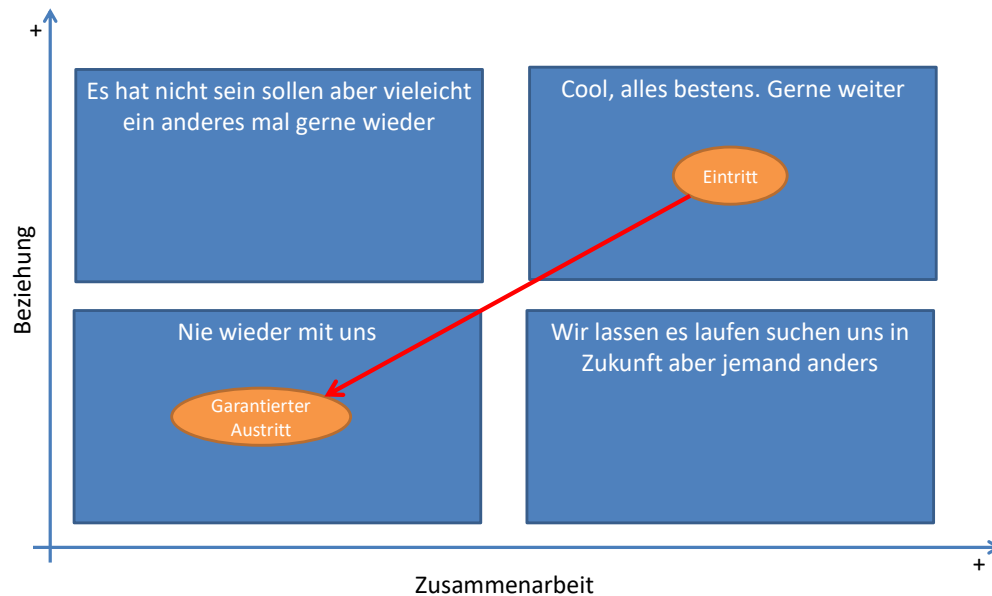 +
Es hat nicht sein sollen aber vieleicht
ein anderes mal gerne wieder
Cool, alles bestens. Gerne weiter
Eintritt
Beziehung
Nie wieder mit uns
Garantierter
Austritt
Wir lassen es laufen suchen uns in
Zukunft aber jemand anders
+
Zusammenarbeit